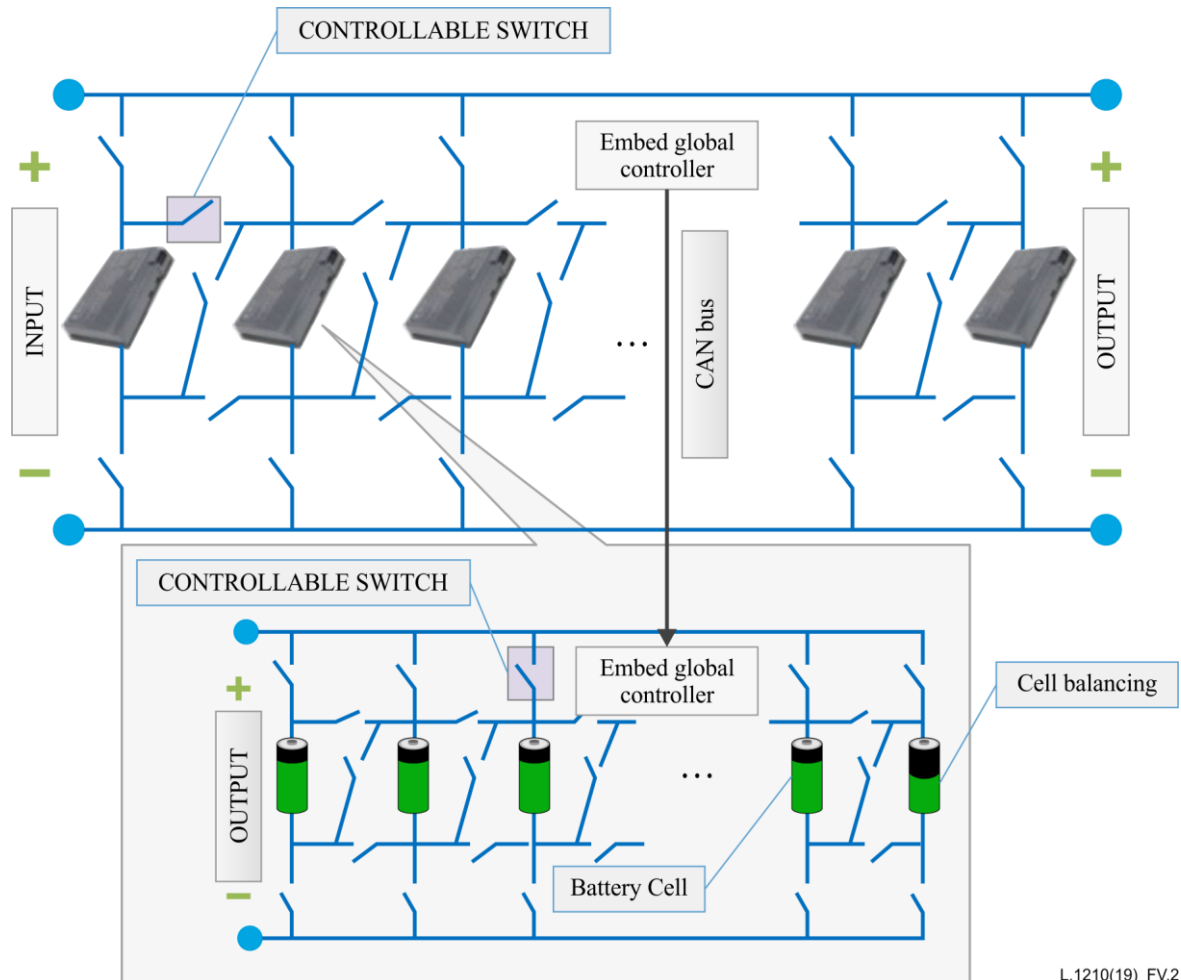 CONTROLLABLE SWITCH
+
+
Embed global
controller
INPUT
CAN bus
OUTPUT
...
−
−
CONTROLLABLE SWITCH
Embed global
controller
Cell balancing
+
OUTPUT
...
−
Battery Cell
L.1210(19)_FV.2